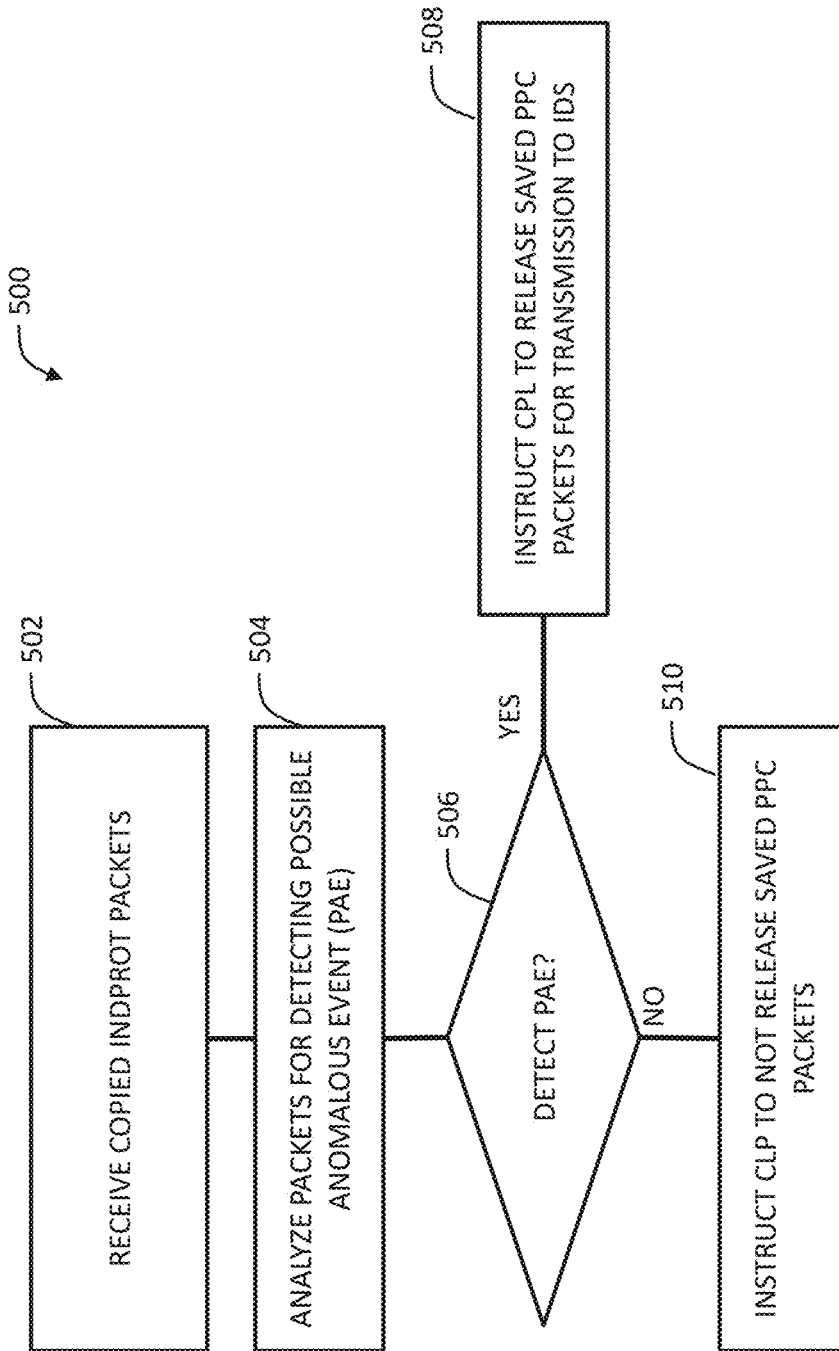 500
502
RECEIVE COPIED INDPROT PACKETS
504
ANALYZE PACKETS FOR DETECTING POSSIBLE
ANOMALOUS EVENT (PAE)
506
DETECT PAE?
YES
508
INSTRUCT CPL TO RELEASE SAVED PPC
PACKETS FOR TRANSMISSION TO IDS
NO
510
INSTRUCT CLP TO NOT RELEASE SAVED PPC
PACKETS